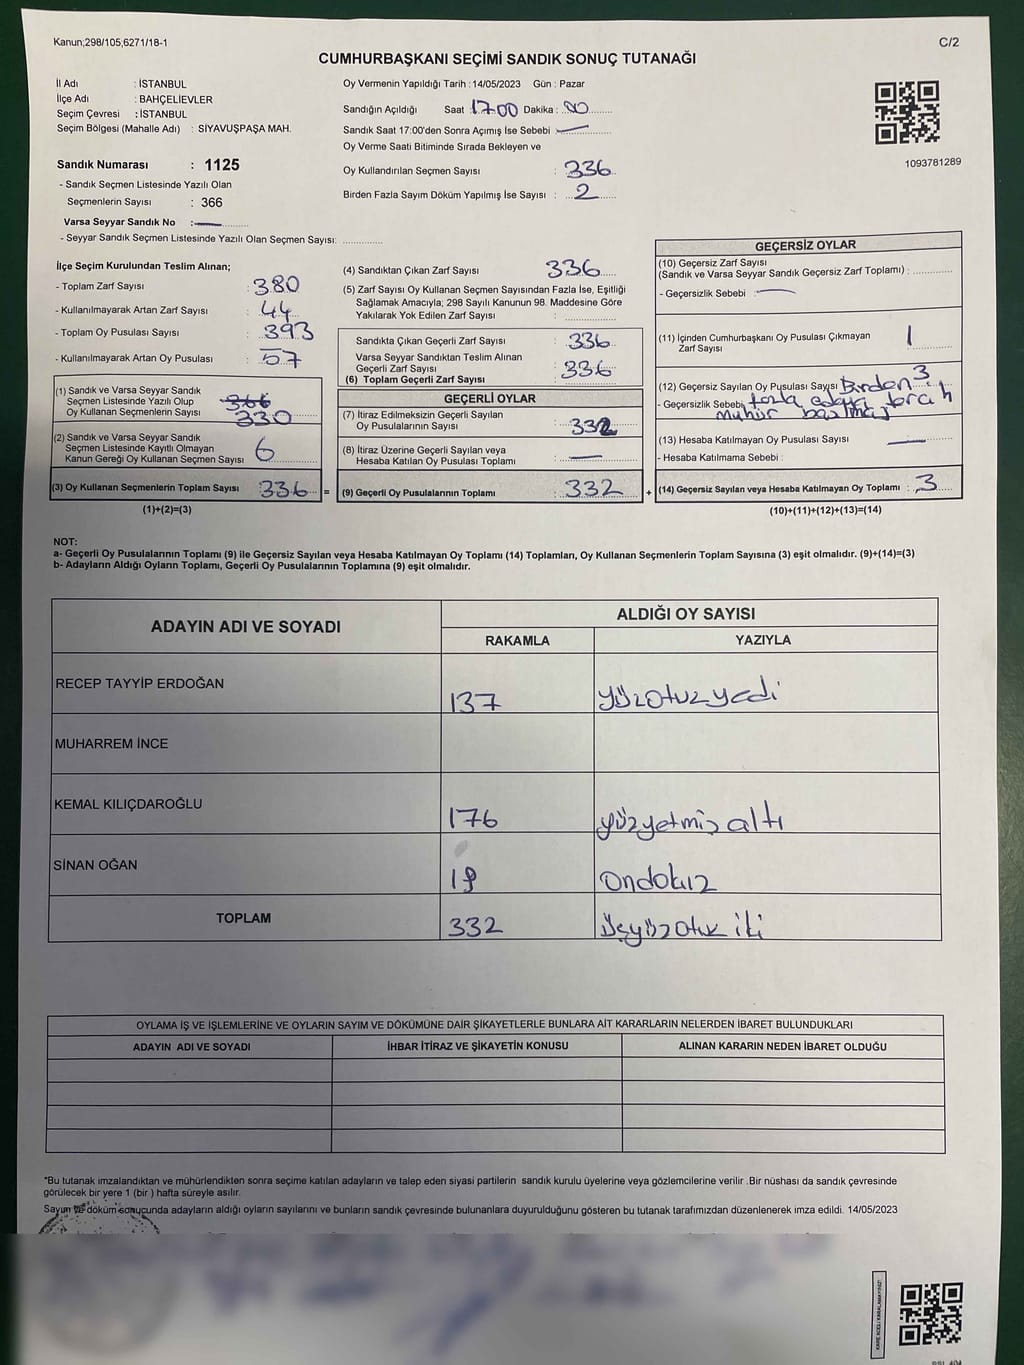 Kanun;298/105,6271/18-1
C/2
CUMHURBAŞKANI SEÇİMİ SANDIK SONUÇ TUTANAĞI
İl Adı : İSTANBUL
İlçe Adı : BAHÇELİEVLER
Seçim Çevresi : İSTANBUL
Seçim Bölgesi (Mahalle Adı) : SİYAVUŞPAŞA MAH.
Sandık Numarası : 1125
- Sandık Seçmen Listesinde Yazılı Olan
Seçmenlerin Sayısı : 366
Varsa Seyyar Sandık No :
- Seyyar Sandık Seçmen Listesinde Yazılı Olan Seçmen Sayısı:
Oy Vermenin Yapıldığı Tarih : 14/05/2023 Gün : Pazar
Sandığın Açıldığı Saat 17.00 Dakika : 00
Sandık Saat 17:00'den Sonra Açımış İse Sebebi
Oy Verme Saati Bitiminde Sırada Bekleyen ve
Oy Kullandırılan Seçmen Sayısı : 336
Birden Fazla Sayım Döküm Yapılmış İse Sayısı : 2
1093781289
İlçe Seçim Kurulundan Teslim Alınan;
- Toplam Zarf Sayısı : 380
- Kullanılmayarak Artan Zarf Sayısı : 44
- Toplam Oy Pusulası Sayısı : 393
- Kullanılmayarak Artan Oy Pusulası : 57
(1) Sandık ve Varsa Seyyar Sandık
Seçmen Listesinde Yazılı Olup 366
Oy Kullanan Seçmenlerin Sayısı 330
(2) Sandık ve Varsa Seyyar Sandık
Seçmen Listesinde Kayıtlı Olmayan
Kanun Gereği Oy Kullanan Seçmen Sayısı 6
(3) Oy Kullanan Seçmenlerin Toplam Sayısı 336 =
(1)+(2)=(3)
(4) Sandıktan Çıkan Zarf Sayısı 336
(5) Zarf Sayısı Oy Kullanan Seçmen Sayısından Fazla İse, Eşitliği
Sağlamak Amacıyla; 298 Sayılı Kanunun 98. Maddesine Göre
Yakılarak Yok Edilen Zarf Sayısı :
Sandıkta Çıkan Geçerli Zarf Sayısı : 336
Varsa Seyyar Sandıktan Teslim Alınan
Geçerli Zarf Sayısı : 336
(6) Toplam Geçerli Zarf Sayısı
GEÇERLİ OYLAR
(7) İtiraz Edilmeksizin Geçerli Sayılan
Oy Pusulalarının Sayısı : 332
(8) İtiraz Üzerine Geçerli Sayılan veya
Hesaba Katılan Oy Pusulası Toplamı :
(9) Geçerli Oy Pusulalarının Toplamı : 332 +
GEÇERSİZ OYLAR
(10) Geçersiz Zarf Sayısı
(Sandık ve Varsa Seyyar Sandık Geçersiz Zarf Toplamı) :
- Geçersizlik Sebebi :
(11) İçinden Cumhurbaşkanı Oy Pusulası Çıkmayan
Zarf Sayısı 1
(12) Geçersiz Sayılan Oy Pusulası Sayısı Birden 3
- Geçersizlik Sebebi fazla adaya tercih
mühür basılması
(13) Hesaba Katılmayan Oy Pusulası Sayısı
- Hesaba Katılmama Sebebi :
(14) Geçersiz Sayılan veya Hesaba Katılmayan Oy Toplamı : 3
(10)+(11)+(12)+(13)=(14)
NOT:
a- Geçerli Oy Pusulalarının Toplamı (9) ile Geçersiz Sayılan veya Hesaba Katılmayan Oy Toplamı (14) Toplamları, Oy Kullanan Seçmenlerin Toplam Sayısına (3) eşit olmalıdır. (9)+(14)=(3)
b- Adayların Aldığı Oyların Toplamı, Geçerli Oy Pusulalarının Toplamına (9) eşit olmalıdır.
ADAYIN ADI VE SOYADI
ALDIĞI OY SAYISI
RAKAMLA YAZIYLA
RECEP TAYYİP ERDOĞAN 137 yüzotuzyedi
MUHARREM İNCE
KEMAL KILIÇDAROĞLU 176 yüzyetmiş altı
SİNAN OĞAN 19 Ondokuz
TOPLAM 332 üçyüzotuz iki
OYLAMA İŞ VE İŞLEMLERİNE VE OYLARIN SAYIM VE DÖKÜMÜNE DAİR ŞİKAYETLERLE BUNLARA AİT KARARLARIN NELERDEN İBARET BULUNDUKLARI
ADAYIN ADI VE SOYADI İHBAR İTİRAZ VE ŞİKAYETİN KONUSU ALINAN KARARIN NEDEN İBARET OLDUĞU
*Bu tutanak imzalandıktan ve mühürlendikten sonra seçime katılan adayların ve talep eden siyasi partilerin sandık kurulu üyelerine veya gözlemcilerine verilir .Bir nüshası da sandık çevresinde
görülecek bir yere 1 (bir ) hafta süreyle asılır.
Sayım ve döküm sonucunda adayların aldığı oyların sayılarını ve bunların sandık çevresinde bulunanlara duyurulduğunu gösteren bu tutanak tarafımızdan düzenlenerek imza edildi. 14/05/2023